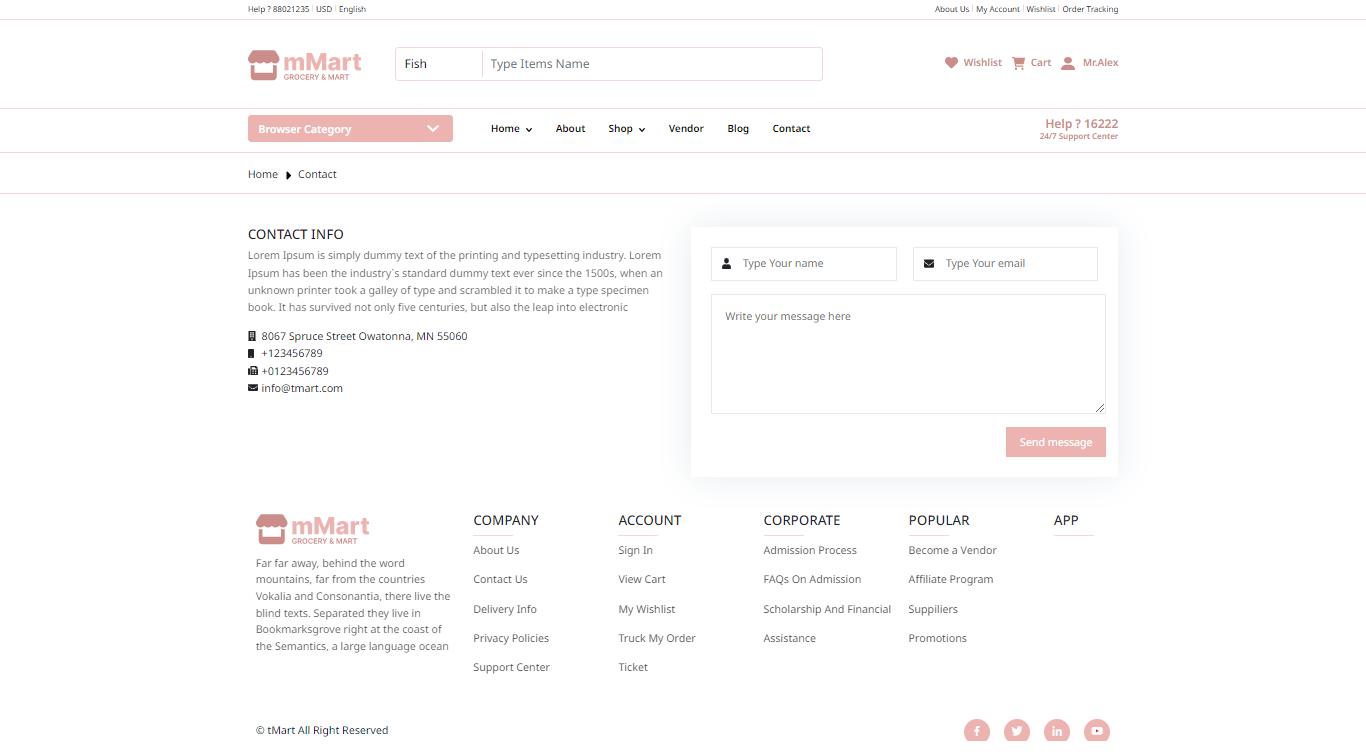 Help ? 88021235 | USD | English
About Us | My Account | Wishlist | Order Tracking
mMart
GROCERY & MART
Fish
Type Items Name
Wishlist
Cart
Mr.Alex
Browser Category
Home
About
Shop
Vendor
Blog
Contact
Help ? 16222
24/7 Support Center
Home
Contact
CONTACT INFO
Lorem Ipsum is simply dummy text of the printing and typesetting industry. Lorem
Ipsum has been the industry`s standard dummy text ever since the 1500s, when an
unknown printer took a galley of type and scrambled it to make a type specimen
book. It has survived not only five centuries, but also the leap into electronic
8067 Spruce Street Owatonna, MN 55060
+123456789
+0123456789
info@tmart.com
Type Your name
Type Your email
Write your message here
Send message
mMart
GROCERY & MART
Far far away, behind the word
mountains, far from the countries
Vokalia and Consonantia, there live the
blind texts. Separated they live in
Bookmarksgrove right at the coast of
the Semantics, a large language ocean
COMPANY
About Us
Contact Us
Delivery Info
Privacy Policies
Support Center
ACCOUNT
Sign In
View Cart
My Wishlist
Truck My Order
Ticket
CORPORATE
Admission Process
FAQs On Admission
Scholarship And Financial
Assistance
POPULAR
Become a Vendor
Affiliate Program
Suppiliers
Promotions
APP
© tMart All Right Reserved